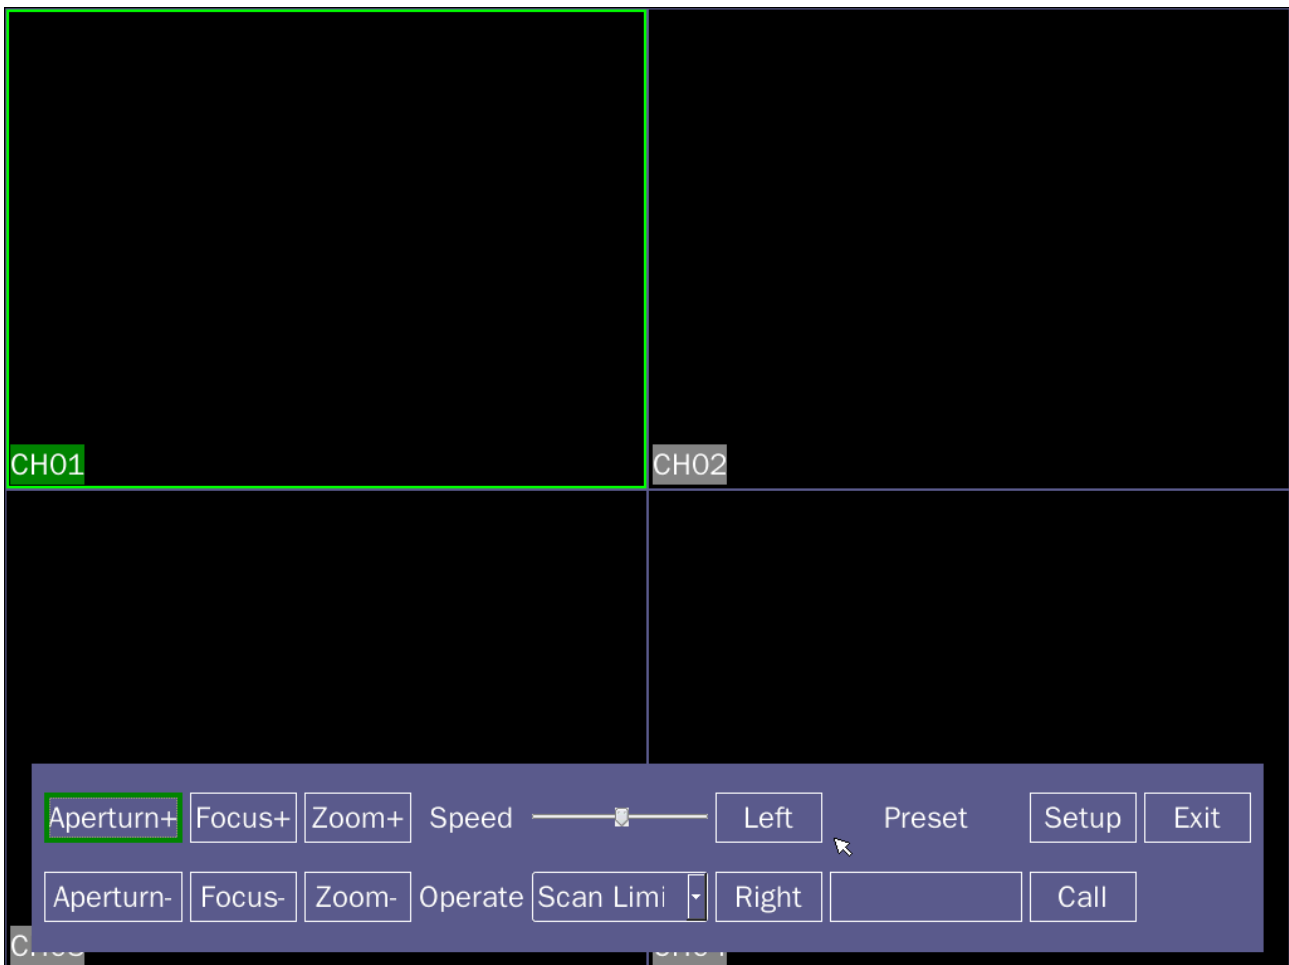 CH01
CH02
Aperturn+ Focus+ Zoom+ Speed Left Preset Setup Exit
Aperturn- Focus- Zoom- Operate Scan Limi Right Call